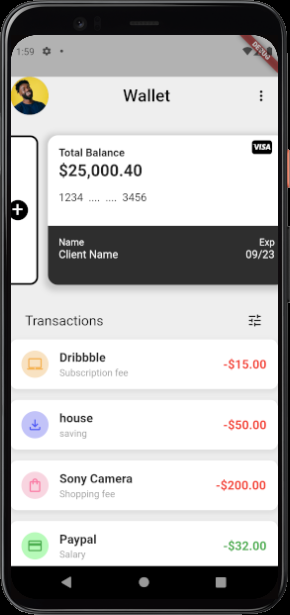 1:59
DEBUG
Wallet
Total Balance
VISA
$25,000.40
1234 .... .... 3456
Name
Exp
Client Name
09/23
Transactions
Dribbble
Subscription fee
-$15.00
house
saving
-$50.00
Sony Camera
Shopping fee
-$200.00
Paypal
Salary
-$32.00